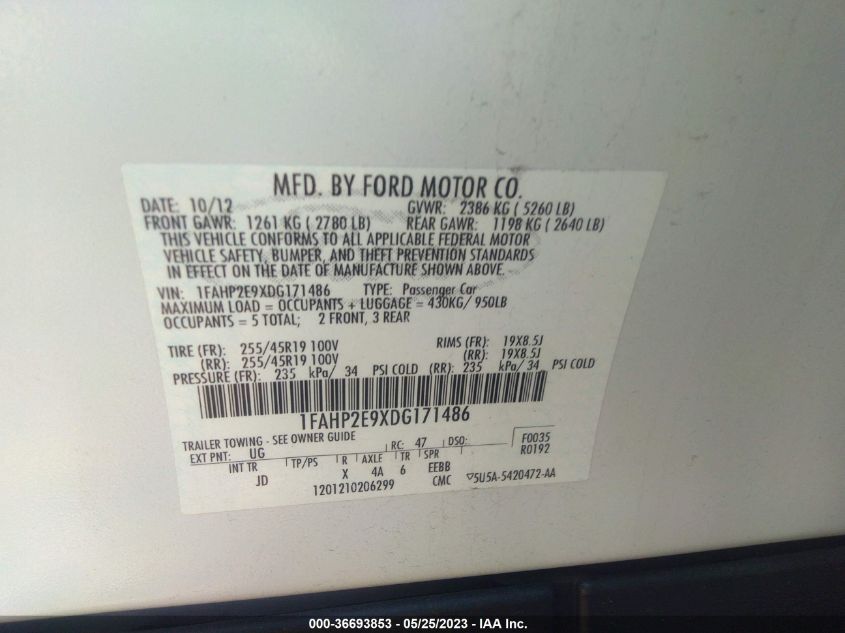 MFD. BY FORD MOTOR CO.
DATE: 10/12 GVWR: 2386 KG ( 5260 LB)
FRONT GAWR: 1261 KG ( 2780 LB) REAR GAWR: 1198 KG ( 2640 LB)
THIS VEHICLE CONFORMS TO ALL APPLICABLE FEDERAL MOTOR
VEHICLE SAFETY, BUMPER, AND THEFT PREVENTION STANDARDS
IN EFFECT ON THE DATE OF MANUFACTURE SHOWN ABOVE.
VIN: 1FAHP2E9XDG171486 TYPE: Passenger Car
MAXIMUM LOAD = OCCUPANTS + LUGGAGE = 430KG/ 950LB
OCCUPANTS = 5 TOTAL; 2 FRONT, 3 REAR
TIRE (FR): 255/45R19 100V RIMS (FR): 19X8.5J
(RR): 255/45R19 100V (RR): 19X8.5J
PRESSURE (FR): 235 kPa/ 34 PSI COLD (RR): 235 kPa/ 34 PSI COLD
1FAHP2E9XDG171486
TRAILER TOWING - SEE OWNER GUIDE F0035
EXT PNT: UG RC: 47 DSO: R0192
INT TR TP/PS R AXLE TR SPR
JD X 4A 6 EEBB
1201210206299 CMC ▽5U5A-5420472-AA
000-36693853 / 05/25/2023 — IAA Inc.